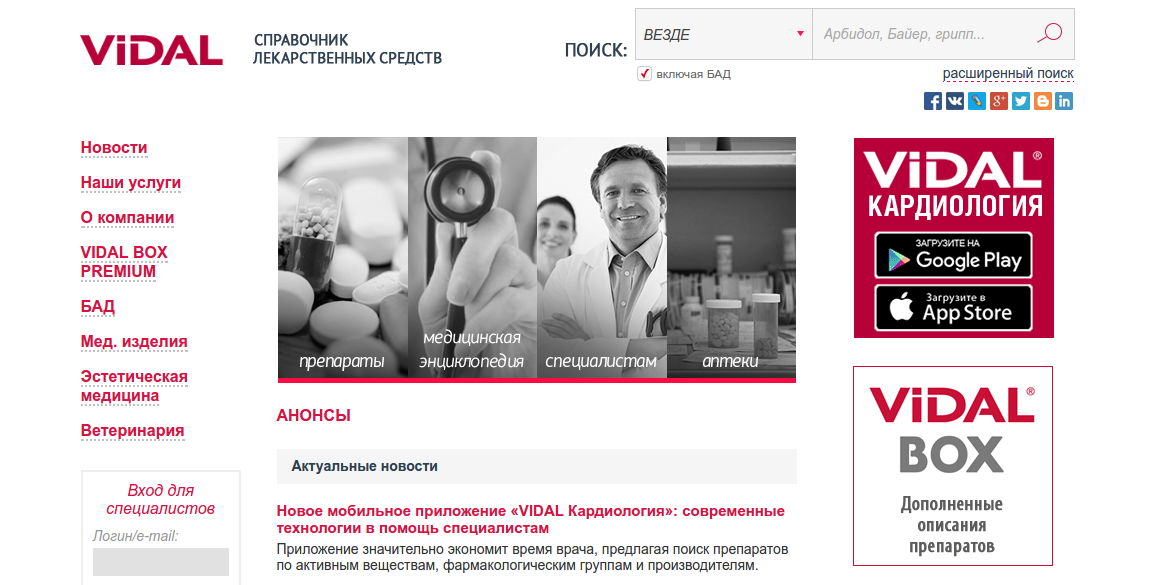 ViDAL
СПРАВОЧНИК
ЛЕКАРСТВЕННЫХ СРЕДСТВ
ПОИСК:
ВЕЗДЕ
Арбидол, Байер, грипп...
включая БАД
расширенный поиск
Новости
Наши услуги
О компании
VIDAL BOX
PREMIUM
БАД
Мед. изделия
Эстетическая
медицина
Ветеринария
Вход для
специалистов
Логин/e-mail:
препараты
медицинская
энциклопедия
специалистам
аптеки
АНОНСЫ
Актуальные новости
Новое мобильное приложение «VIDAL Кардиология»: современные
технологии в помощь специалистам
Приложение значительно экономит время врача, предлагая поиск препаратов
по активным веществам, фармакологическим группам и производителям.
ViDAL®
КАРДИОЛОГИЯ
ЗАГРУЗИТЕ НА
Google Play
Загрузите в
App Store
ViDAL®
BOX
Дополненные
описания
препаратов